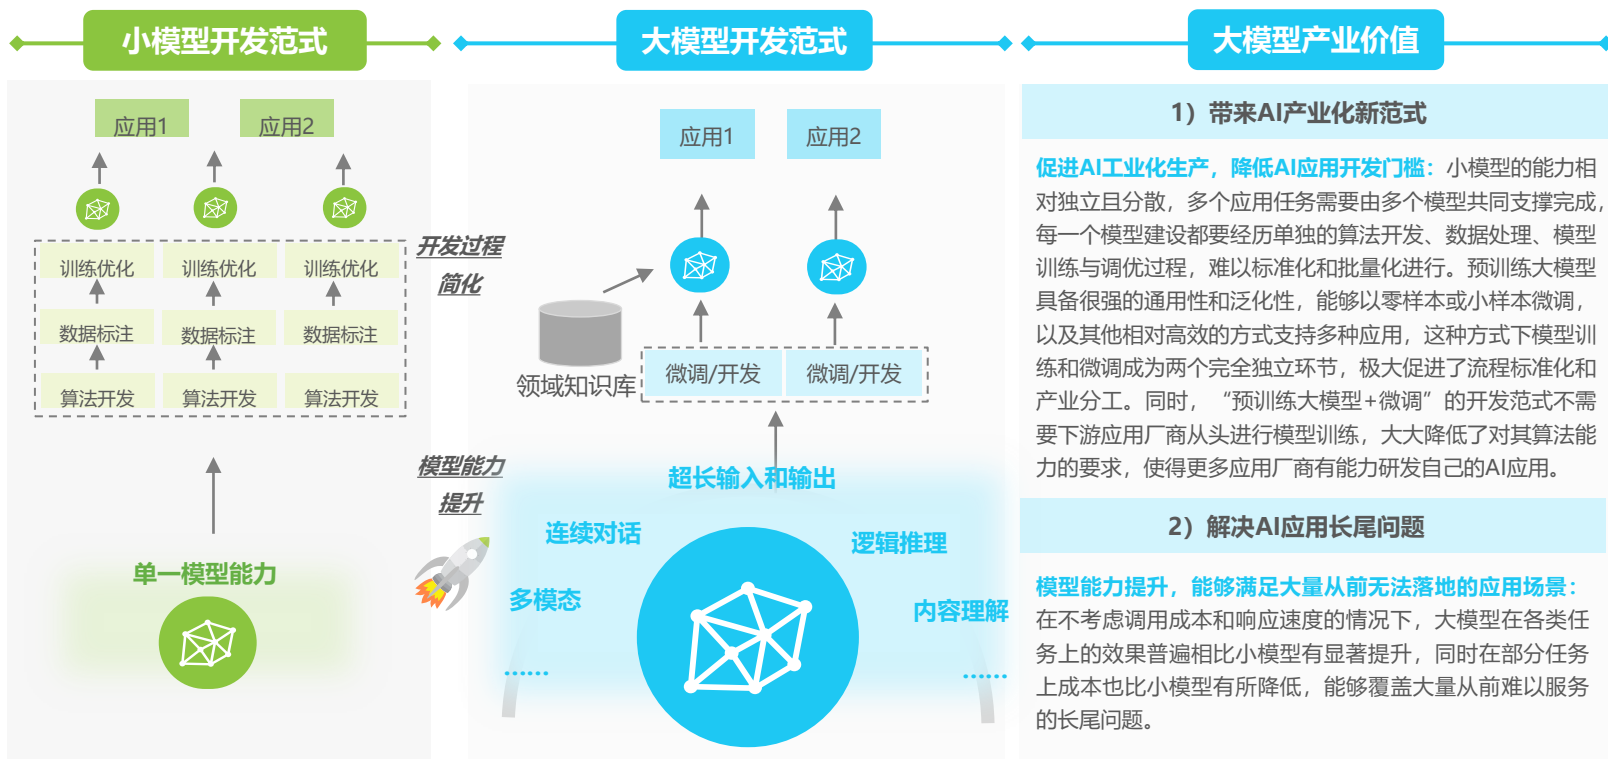 小模型开发范式
应用1
应用2
训练优化
训练优化
训练优化
数据标注
数据标注
数据标注
算法开发
算法开发
算法开发
单一模型能力
开发过程
简化
模型能力
提升
大模型开发范式
应用1
应用2
领域知识库
微调/开发
微调/开发
超长输入和输出
连续对话
逻辑推理
多模态
内容理解
......
......
大模型产业价值
1）带来AI产业化新范式
促进AI工业化生产，降低AI应用开发门槛：小模型的能力相
对独立且分散，多个应用任务需要由多个模型共同支撑完成，
每一个模型建设都要经历单独的算法开发、数据处理、模型
训练与调优过程，难以标准化和批量化进行。预训练大模型
具备很强的通用性和泛化性，能够以零样本或小样本微调，
以及其他相对高效的方式支持多种应用，这种方式下模型训
练和微调成为两个完全独立环节，极大促进了流程标准化和
产业分工。同时，“预训练大模型+微调”的开发范式不需
要下游应用厂商从头进行模型训练，大大降低了对其算法能
力的要求，使得更多应用厂商有能力研发自己的AI应用。
2）解决AI应用长尾问题
模型能力提升，能够满足大量从前无法落地的应用场景：
在不考虑调用成本和响应速度的情况下，大模型在各类任
务上的效果普遍相比小模型有显著提升，同时在部分任务
上成本也比小模型有所降低，能够覆盖大量从前难以服务
的长尾问题。